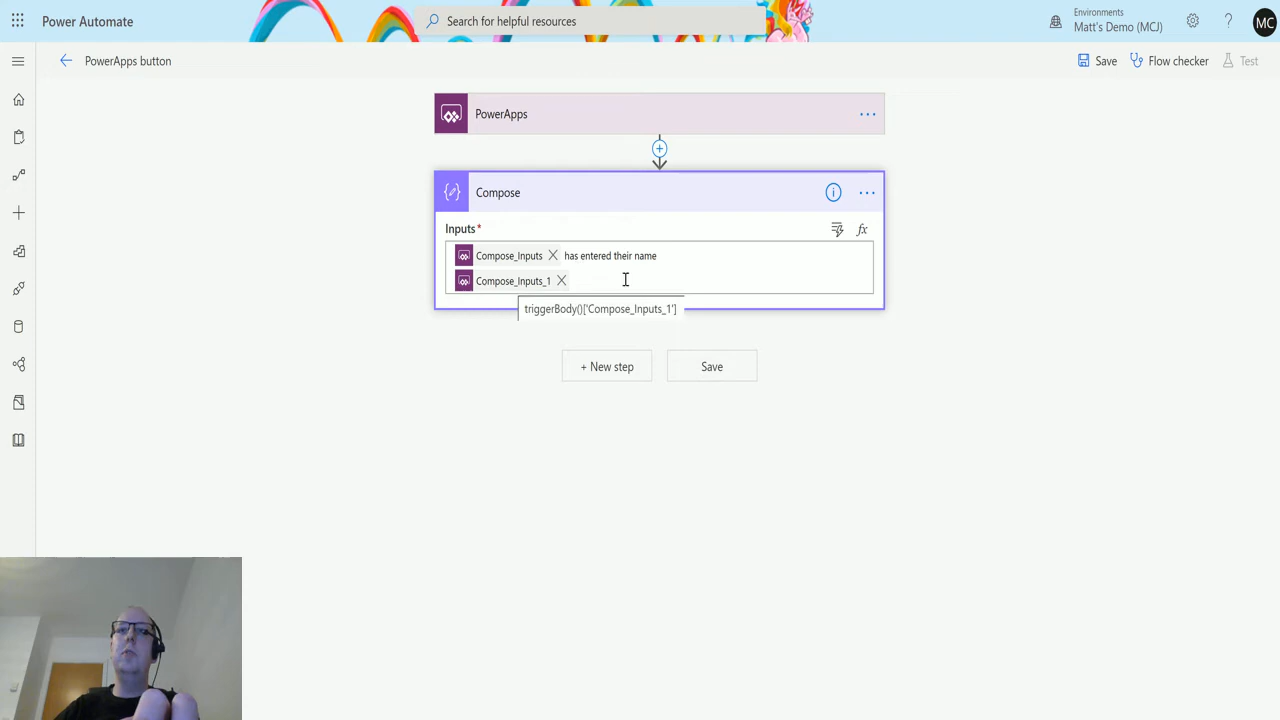 Power Automate
Search for helpful resources
Environments
Matt's Demo (MCJ)
?
MC
PowerApps button
Save
Flow checker
Test
PowerApps
...
Compose
...
Inputs*
fx
Compose_Inputs has entered their name
Compose_Inputs_1
triggerBody()['Compose_Inputs_1']
+ New step
Save